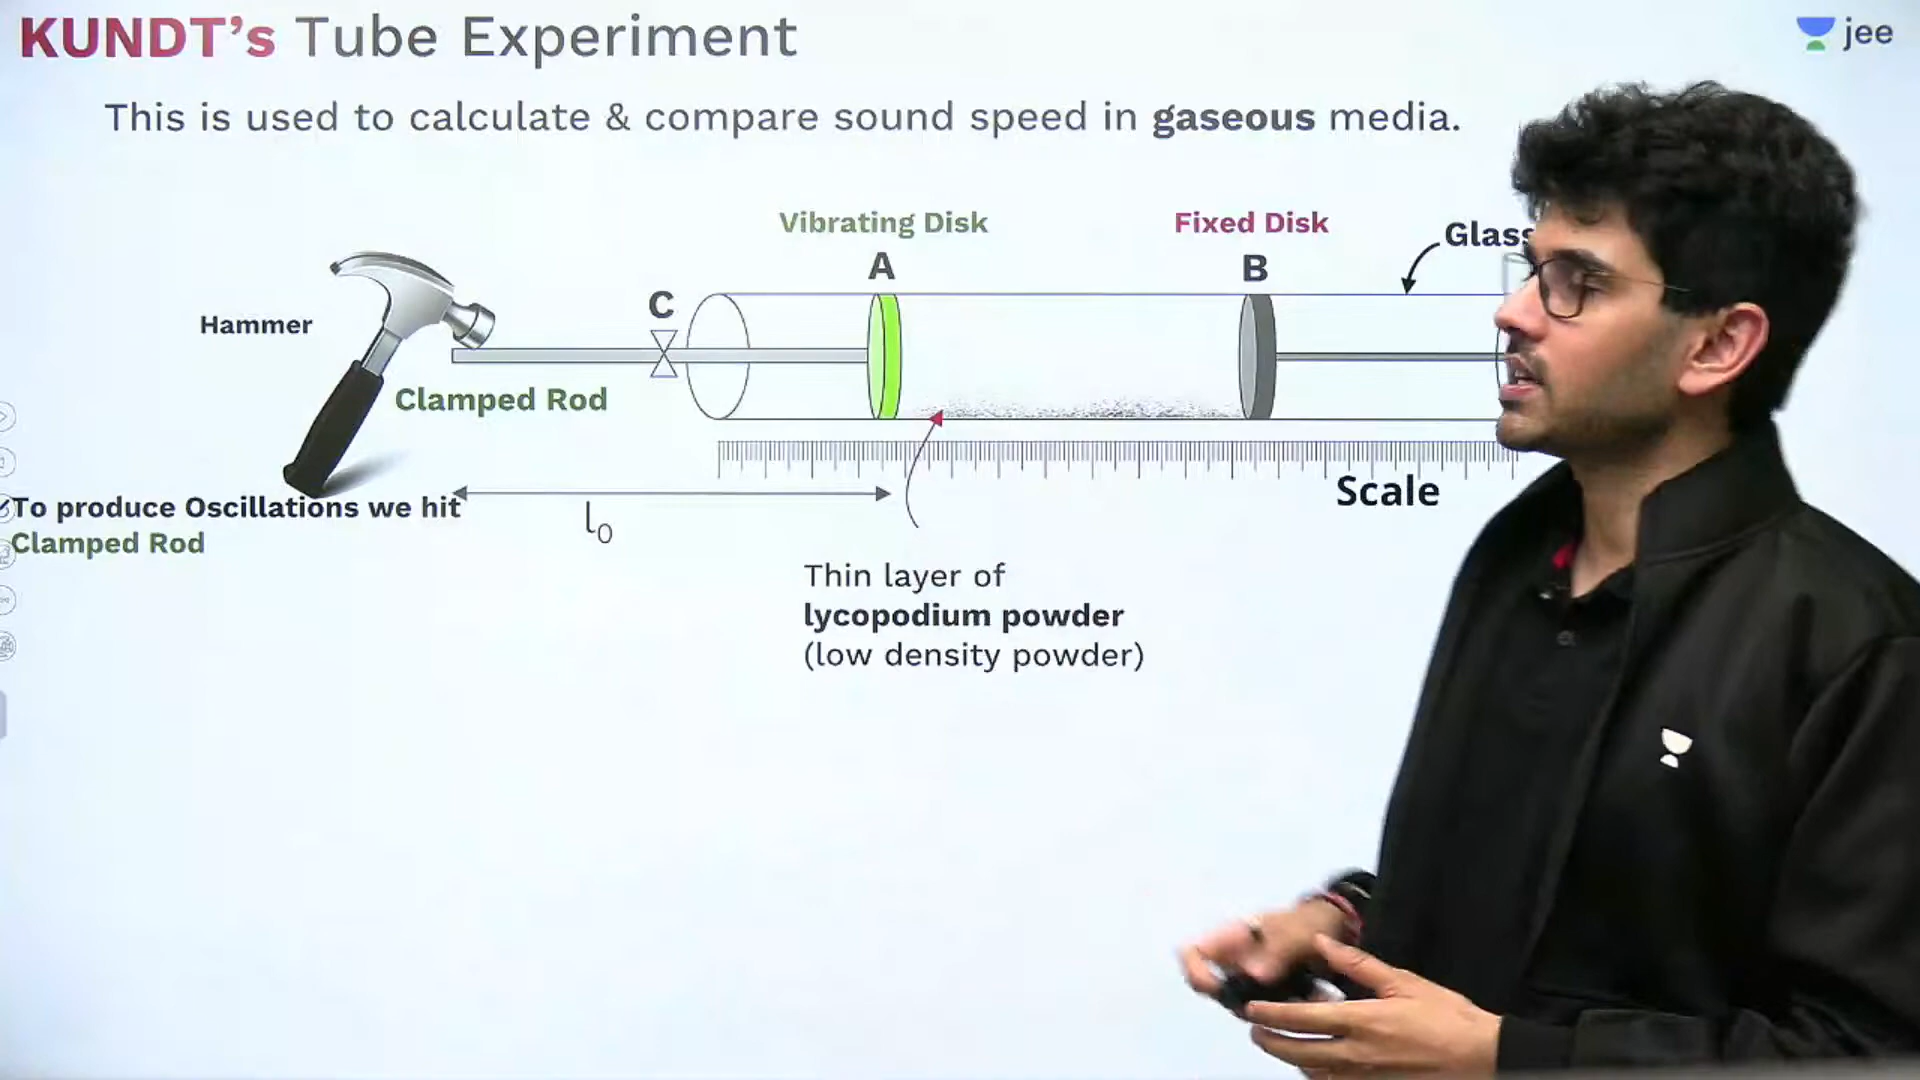 KUNDT's Tube Experiment
jee
This is used to calculate & compare sound speed in gaseous media.
Vibrating Disk
Fixed Disk
Glass
A
B
C
Hammer
Clamped Rod
Scale
To produce Oscillations we hit
Clamped Rod
l0
Thin layer of
lycopodium powder
(low density powder)